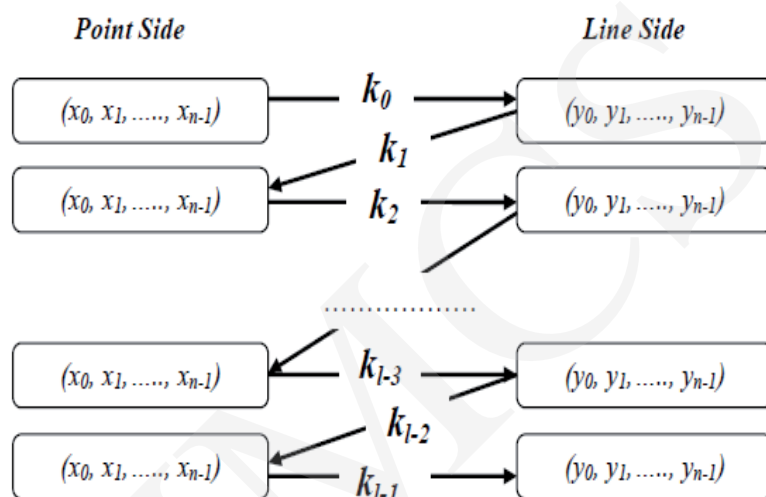 Point Side Line Side
(x0, x1, ....., xn-1) k0 (y0, y1, ....., yn-1)
k1
(x0, x1, ....., xn-1) k2 (y0, y1, ....., yn-1)
...................
(x0, x1, ....., xn-1) kl-3 (y0, y1, ....., yn-1)
kl-2
(x0, x1, ....., xn-1) kl-1 (y0, y1, ....., yn-1)